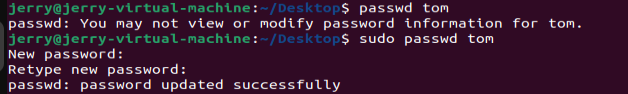 jerry@jerry-virtual-machine:~/Desktop$ passwd tom
passwd: You may not view or modify password information for tom.
jerry@jerry-virtual-machine:~/Desktop$ sudo passwd tom
New password:
Retype new password:
passwd: password updated successfully